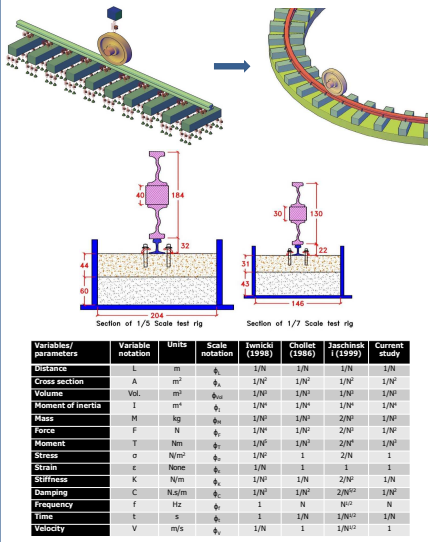 40
184
32
44
60
204
Section of 1/5 Scale test rig
30
130
22
31
43
146
Section of 1/7 Scale test rig
Variables/ parameters Variable notation Units Scale notation Iwnicki (1998) Chollet (1986) Jaschinsk i (1999) Current study
Distance L m ϕL 1/N 1/N 1/N 1/N
Cross section A m² ϕA 1/N² 1/N² 1/N² 1/N²
Volume Vol. m³ ϕVol 1/N³ 1/N³ 1/N³ 1/N³
Moment of inertia I m⁴ ϕI 1/N⁴ 1/N⁴ 1/N⁴ 1/N⁴
Mass M kg ϕM 1/N³ 1/N³ 2/N³ 1/N³
Force F N ϕF 1/N⁴ 1/N² 2/N³ 1/N²
Moment T Nm ϕT 1/N⁵ 1/N³ 2/N⁴ 1/N³
Stress σ N/m² ϕσ 1/N² 1 2/N 1
Strain ε None ϕε 1/N 1 1 1
Stiffness K N/m ϕK 1/N³ 1/N 2/N² 1/N
Damping C N.s/m ϕC 1/N³ 1/N² 2/N⁵/² 1/N²
Frequency f Hz ϕf 1 N N¹/² N
Time t s ϕt 1 1/N 1/N¹/² 1/N
Velocity V m/s ϕV 1/N 1 1/N¹/² 1